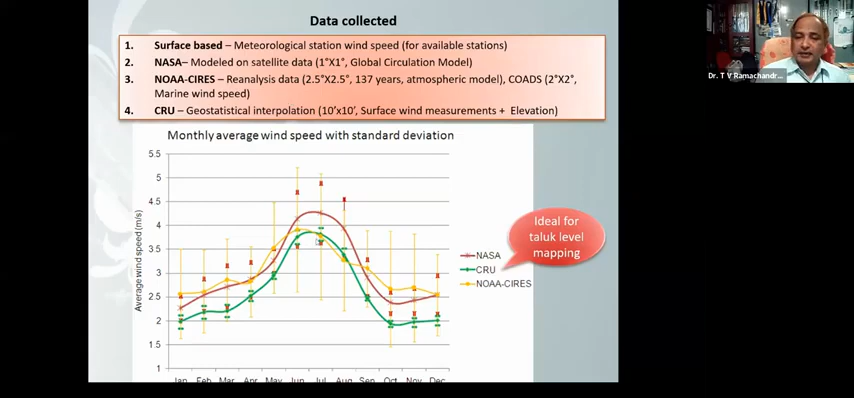 Data collected
1. Surface based – Meteorological station wind speed (for available stations)
2. NASA– Modeled on satellite data (1°X1°, Global Circulation Model)
3. NOAA-CIRES – Reanalysis data (2.5°X2.5°, 137 years, atmospheric model), COADS (2°X2°,
Marine wind speed)
4. CRU – Geostatistical interpolation (10'x10', Surface wind measurements + Elevation)
Dr. T V Ramachandr...
Monthly average wind speed with standard deviation
Average wind speed (m/s)
5.5
5
4.5
4
3.5
3
2.5
2
1.5
1
Jan Feb Mar Apr May Jun Jul Aug Sep Oct Nov Dec
Ideal for
taluk level
mapping
NASA
CRU
NOAA-CIRES